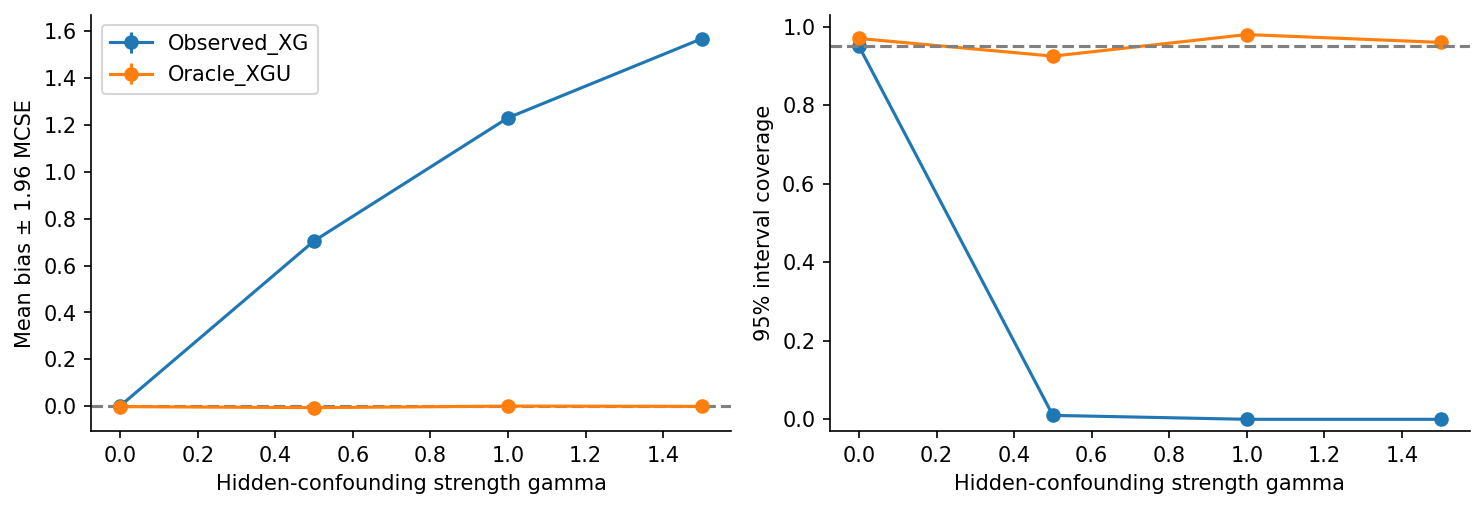 Mean bias ± 1.96 MCSE
1.6
1.4
1.2
1.0
0.8
0.6
0.4
0.2
0.0
Observed_XG
Oracle_XGU
0.0 0.2 0.4 0.6 0.8 1.0 1.2 1.4
Hidden-confounding strength gamma
95% interval coverage
1.0
0.8
0.6
0.4
0.2
0.0
0.0 0.2 0.4 0.6 0.8 1.0 1.2 1.4
Hidden-confounding strength gamma